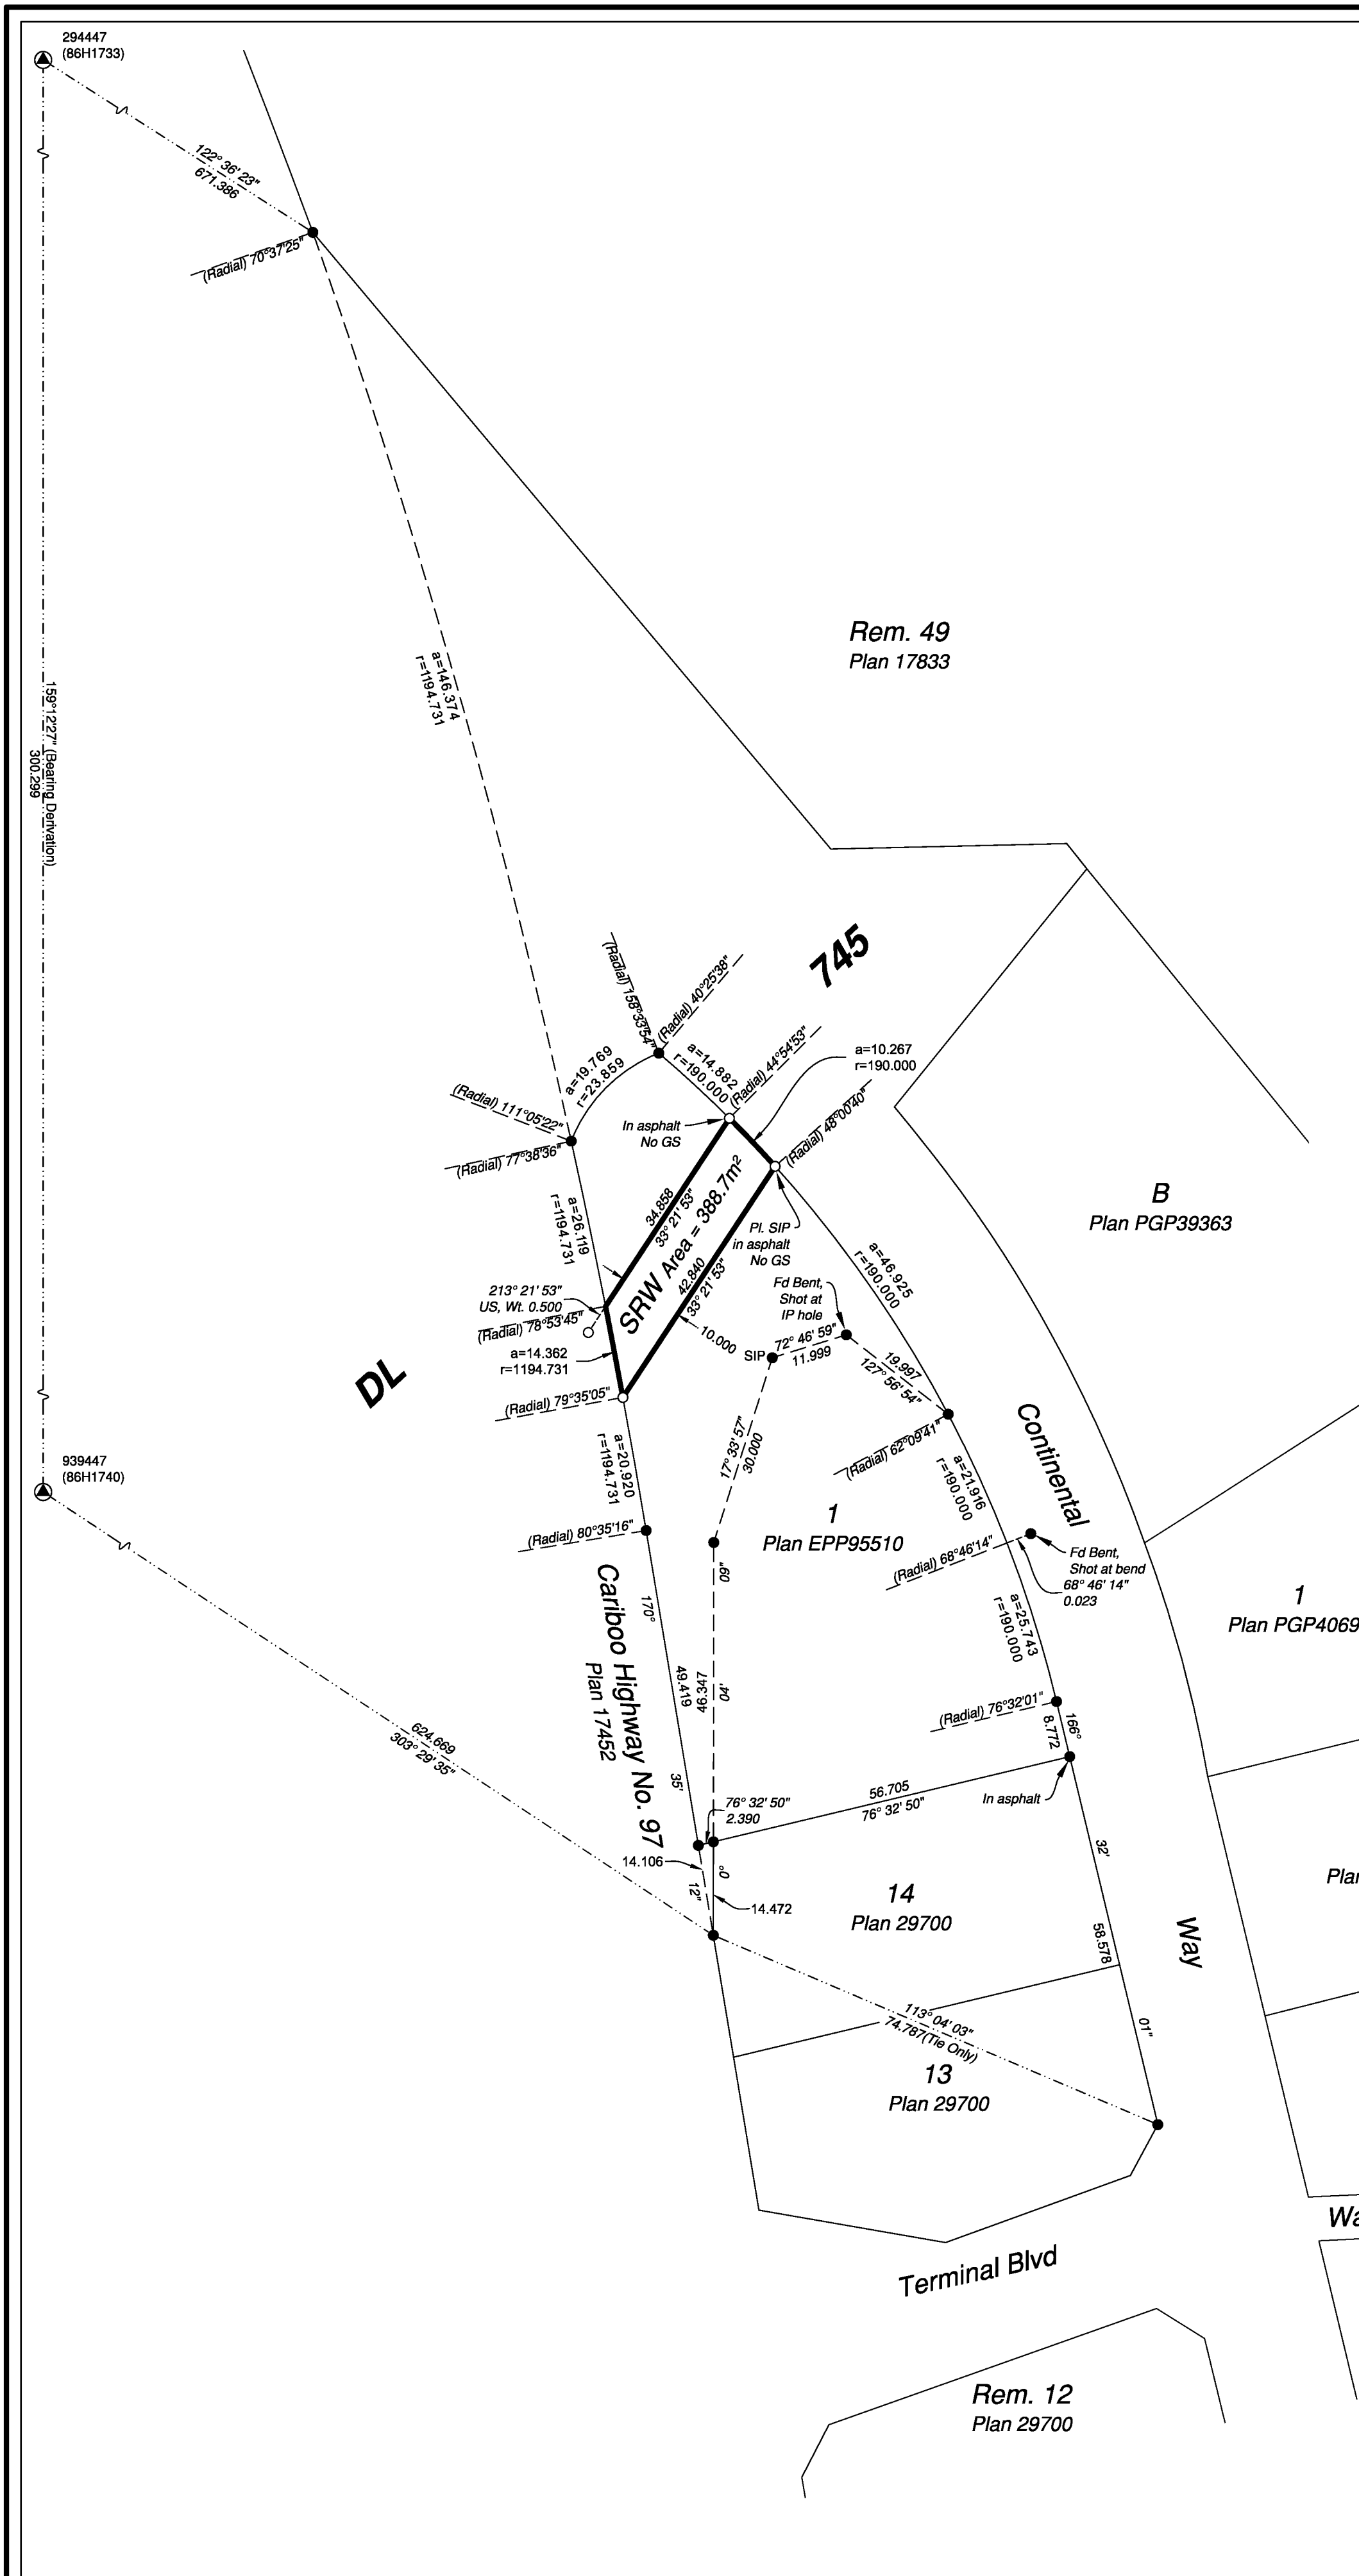 294447
(86H1733)
122° 36' 23"
671.386
(Radial) 70°37'25"
159°12'27" (Bearing Derivation)
300.299
a=146.374
r=1194.731
Rem. 49
Plan 17833
745
(Radial) 158°33'54"
(Radial) 40°25'38"
a=19.769
r=23.859
a=14.882
r=190.000
(Radial) 44°54'53"
a=10.267
r=190.000
(Radial) 48°00'40"
(Radial) 111°05'22"
(Radial) 77°38'36"
In asphalt
No GS
a=26.119
r=1194.731
34.858
33° 21' 53"
SRW Area = 388.7m²
42.840
33° 21' 53"
Pl. SIP
in asphalt
No GS
B
Plan PGP39363
a=46.925
r=190.000
213° 21' 53"
US, Wt. 0.500
(Radial) 78°53'45"
a=14.362
r=1194.731
(Radial) 79°35'05"
10.000
Fd Bent,
Shot at
IP hole
SIP
72° 46' 59"
11.999
19.997
127° 56' 54"
DL
(Radial) 62°09'41"
17° 33' 57"
30.000
a=20.920
r=1194.731
a=21.916
r=190.000
Continental
939447
(86H1740)
(Radial) 80°35'16"
1
Plan EPP95510
(Radial) 68°46'14"
Fd Bent,
Shot at bend
68° 46' 14"
0.023
1
Plan PGP4069
a=25.743
r=190.000
Cariboo Highway No. 97
Plan 17452
170°
49.419
35'
12"
09"
46.347
04'
0°
(Radial) 76°32'01"
166°
8.772
624.669
303° 29' 35"
76° 32' 50"
2.390
56.705
76° 32' 50"
In asphalt
14.106
14.472
14
Plan 29700
32'
58.578
01"
Way
Plan
113° 04' 03"
74.787(Tie Only)
13
Plan 29700
Terminal Blvd
Wa
Rem. 12
Plan 29700